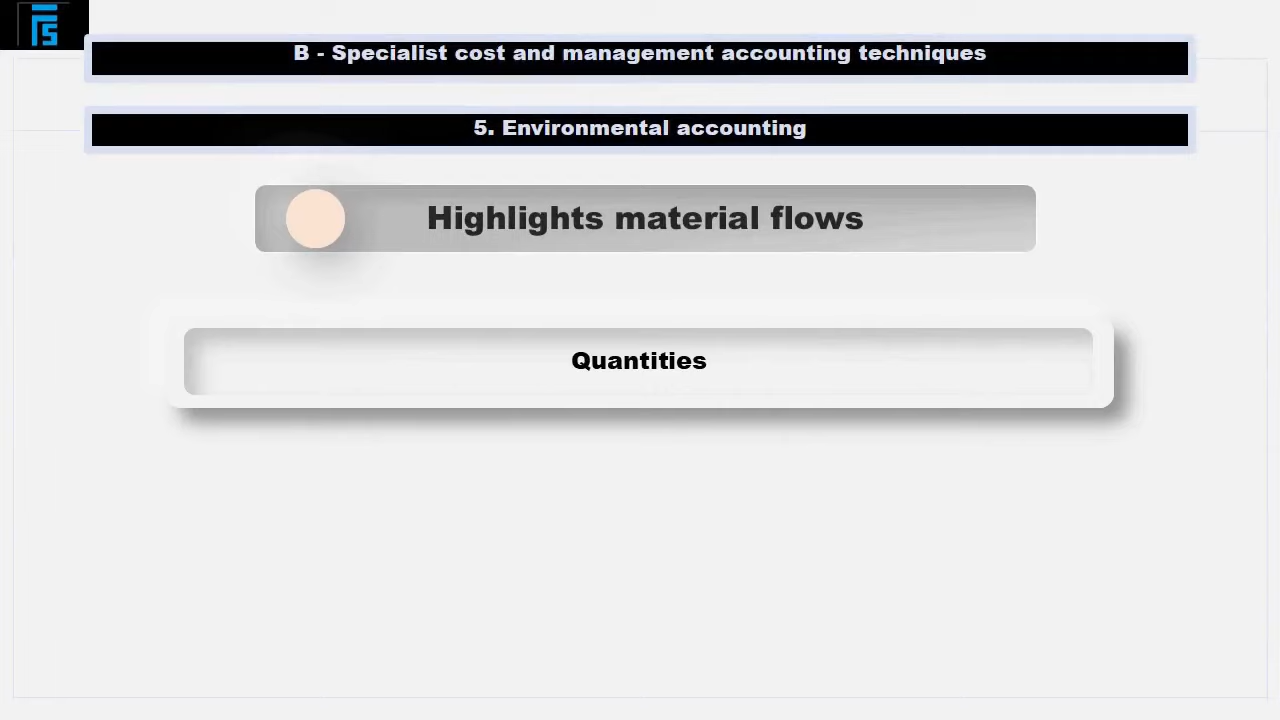 B - Specialist cost and management accounting techniques
5. Environmental accounting
Highlights material flows
Quantities